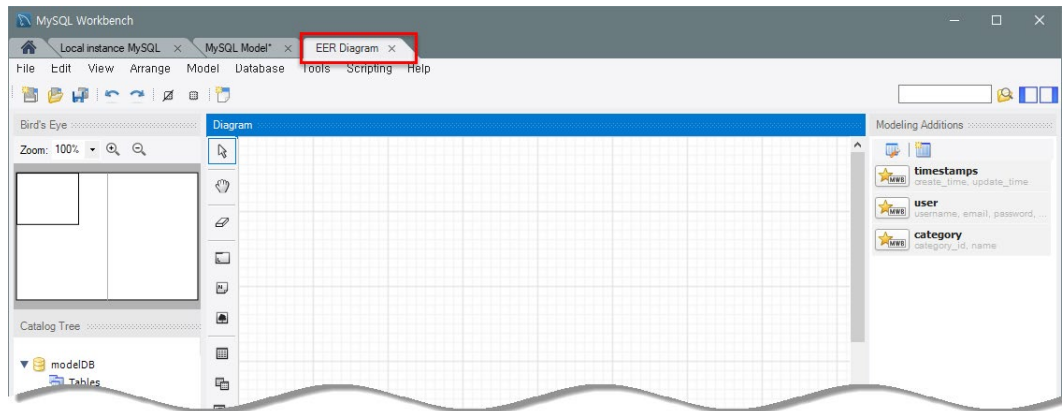 MySQL Workbench
Local instance MySQL × MySQL Model* × EER Diagram ×
File Edit View Arrange Model Database Tools Scripting Help
Bird's Eye
Diagram
Modeling Additions
Zoom: 100%
timestamps
create_time, update_time
user
username, email, password, ...
category
category_id, name
Catalog Tree
modelDB
Tables